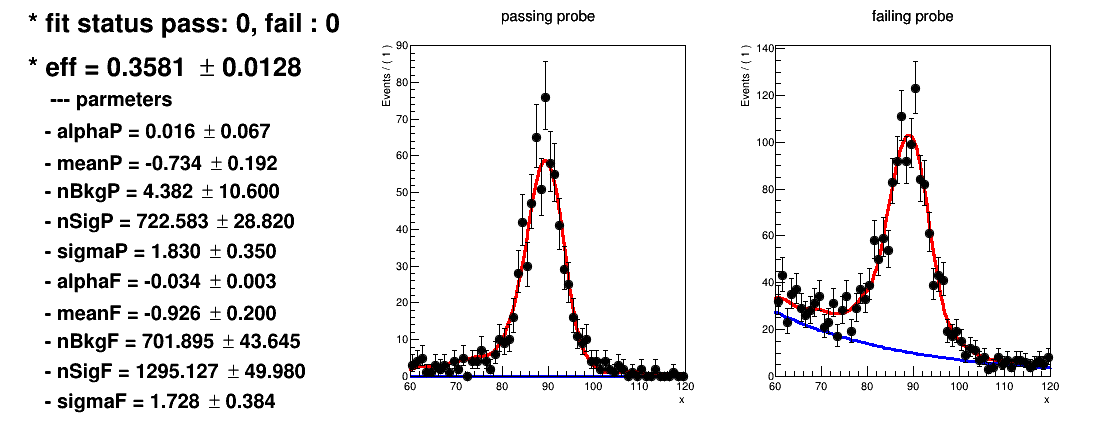 * fit status pass: 0, fail : 0
* eff = 0.3581 ± 0.0128
--- parmeters
- alphaP = 0.016 ± 0.067
- meanP = -0.734 ± 0.192
- nBkgP = 4.382 ± 10.600
- nSigP = 722.583 ± 28.820
- sigmaP = 1.830 ± 0.350
- alphaF = -0.034 ± 0.003
- meanF = -0.926 ± 0.200
- nBkgF = 701.895 ± 43.645
- nSigF = 1295.127 ± 49.980
- sigmaF = 1.728 ± 0.384
passing probe
Events / ( 1 )
90
80
70
60
50
40
30
20
10
0
60 70 80 90 100 110 120
x
failing probe
Events / ( 1 )
140
120
100
80
60
40
20
0
60 70 80 90 100 110 120
x